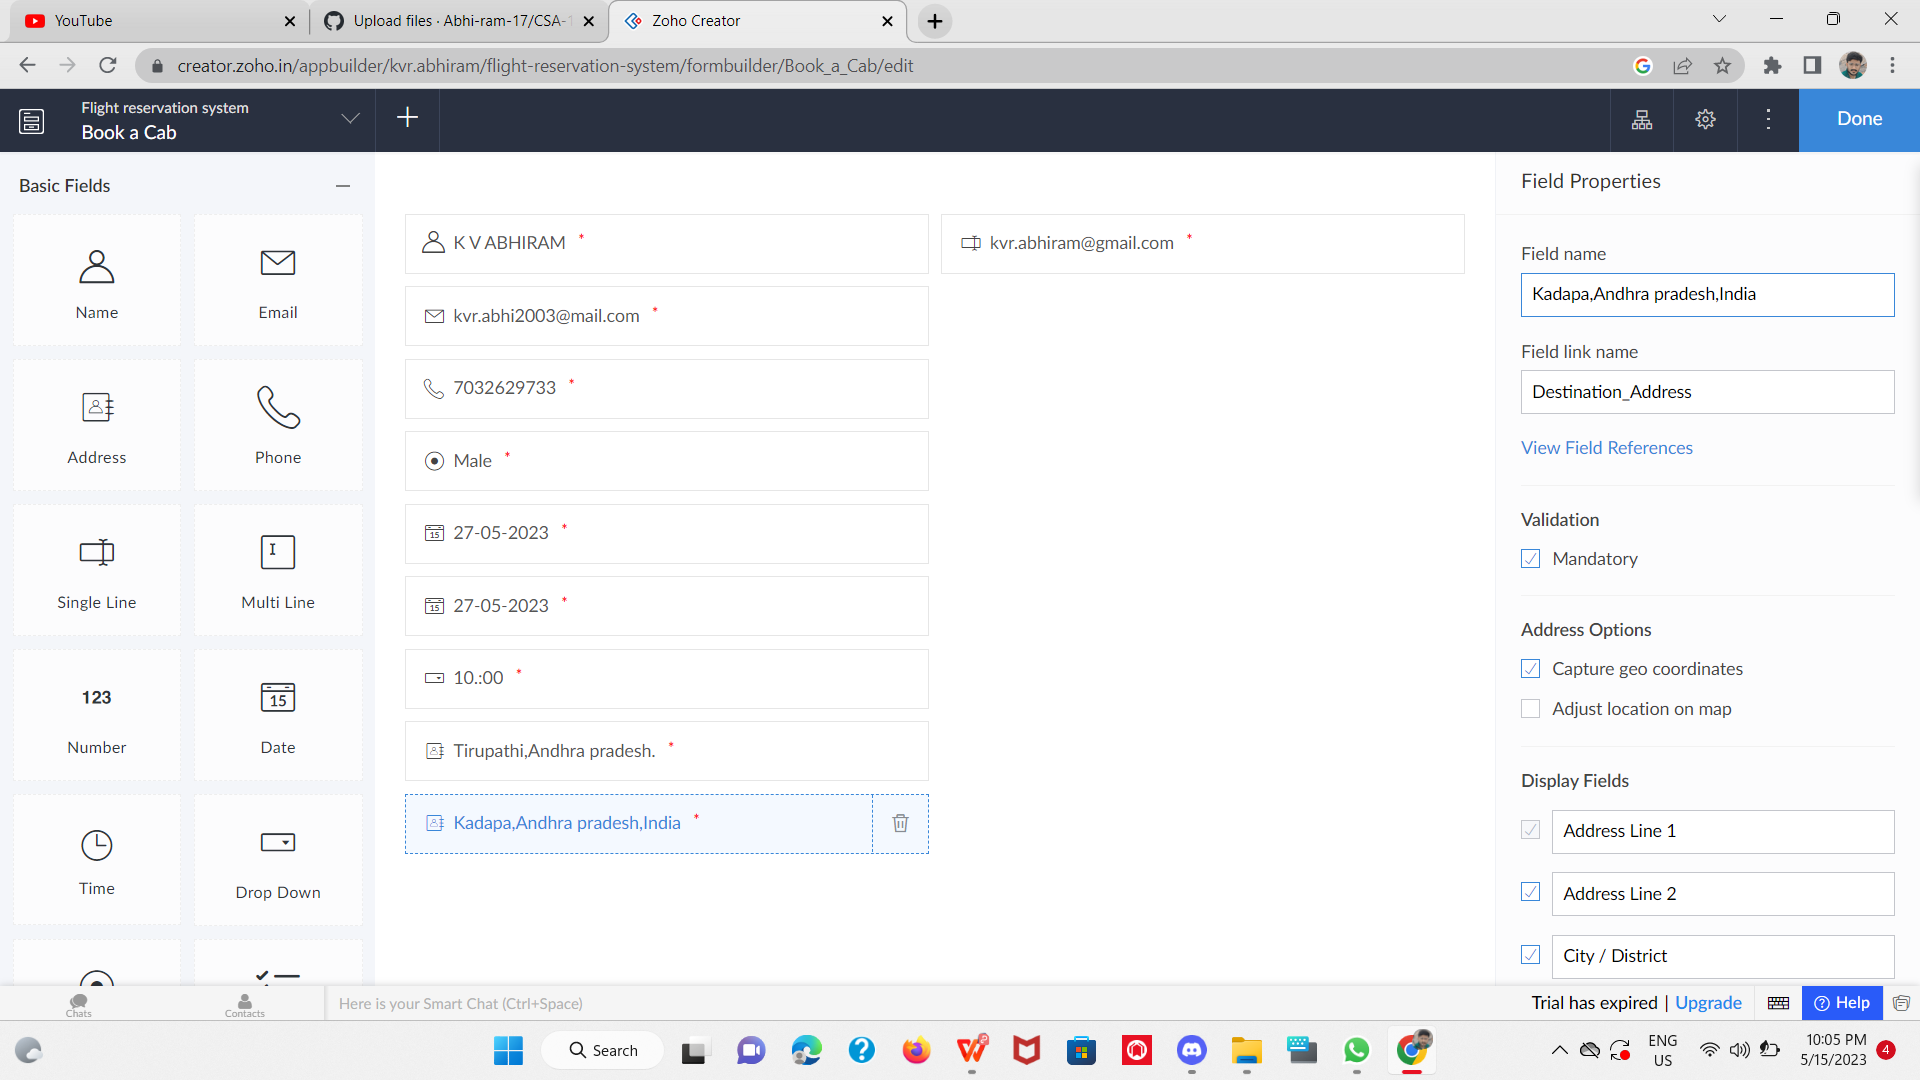 YouTube
Upload files · Abhi-ram-17/CSA-
Zoho Creator
creator.zoho.in/appbuilder/kvr.abhiram/flight-reservation-system/formbuilder/Book_a_Cab/edit
Flight reservation system
Book a Cab
Done
Basic Fields
Name
Email
Address
Phone
Single Line
Multi Line
123
Number
15
Date
Time
Drop Down
K V ABHIRAM *
kvr.abhiram@gmail.com *
kvr.abhi2003@mail.com *
7032629733 *
Male *
15 27-05-2023 *
15 27-05-2023 *
10.:00 *
Tirupathi,Andhra pradesh. *
Kadapa,Andhra pradesh,India *
Field Properties
Field name
Kadapa,Andhra pradesh,India
Field link name
Destination_Address
View Field References
Validation
Mandatory
Address Options
Capture geo coordinates
Adjust location on map
Display Fields
Address Line 1
Address Line 2
City / District
Chats
Contacts
Here is your Smart Chat (Ctrl+Space)
Trial has expired | Upgrade
Help
Search
ENG
US
10:05 PM
5/15/2023
4